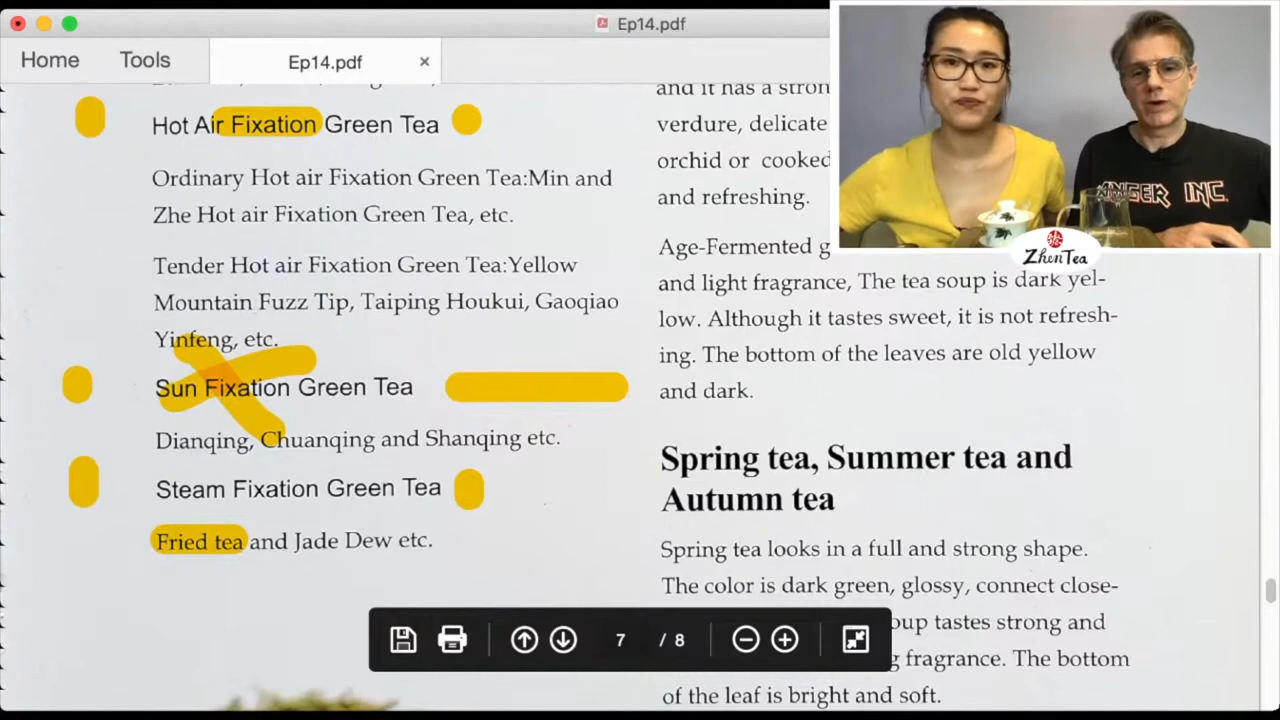 Ep14.pdf
Home
Tools
Ep14.pdf
×
Hot Air Fixation Green Tea
Ordinary Hot air Fixation Green Tea:Min and
Zhe Hot air Fixation Green Tea, etc.
Tender Hot air Fixation Green Tea:Yellow
Mountain Fuzz Tip, Taiping Houkui, Gaoqiao
Yinfeng, etc.
Sun Fixation Green Tea
Dianqing, Chuanqing and Shanqing etc.
Steam Fixation Green Tea
Fried tea and Jade Dew etc.
and it has a stron
verdure, delicate
orchid or cooked
and refreshing.
Age-Fermented g
and light fragrance, The tea soup is dark yel-
low. Although it tastes sweet, it is not refresh-
ing. The bottom of the leaves are old yellow
and dark.
Spring tea, Summer tea and
Autumn tea
Spring tea looks in a full and strong shape.
The color is dark green, glossy, connect close-
oup tastes strong and
g fragrance. The bottom
of the leaf is bright and soft.
7 / 8
ANGER INC.
ZhenTea